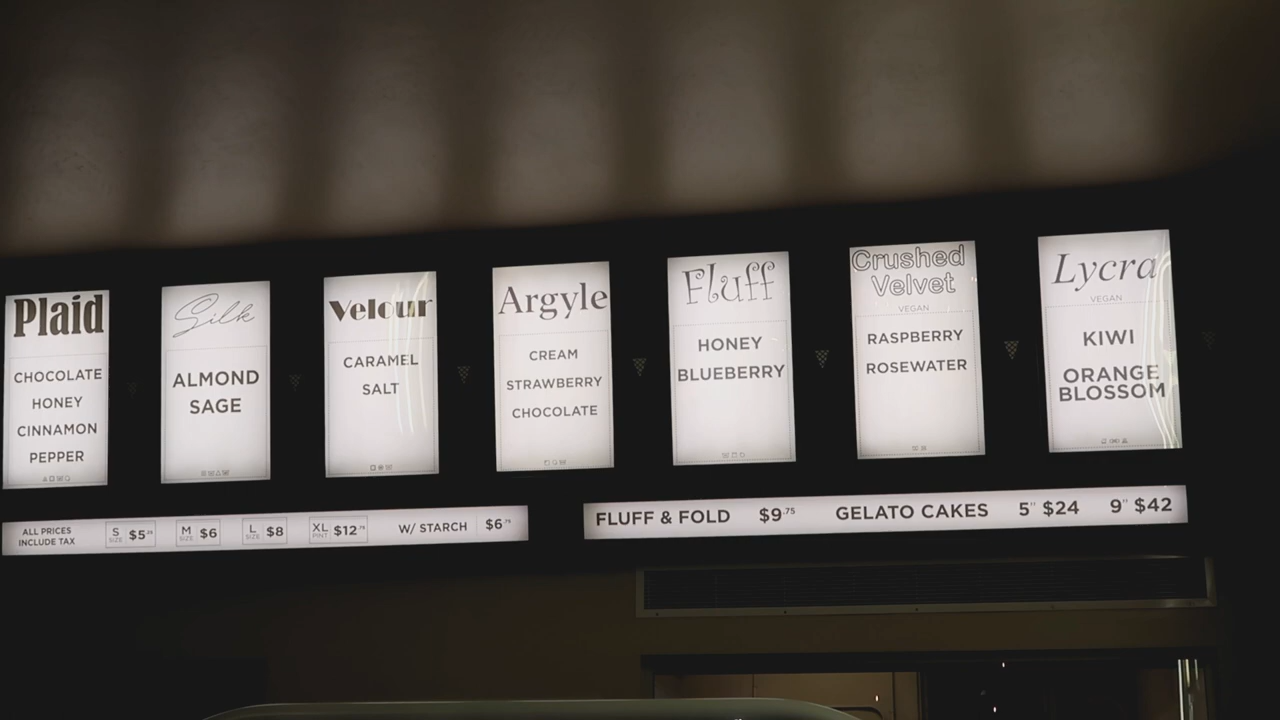 Plaid
CHOCOLATE
HONEY
CINNAMON
PEPPER
Silk
ALMOND
SAGE
Velour
CARAMEL
SALT
Argyle
CREAM
STRAWBERRY
CHOCOLATE
Fluff
HONEY
BLUEBERRY
Crushed
Velvet
VEGAN
RASPBERRY
ROSEWATER
Lycra
VEGAN
KIWI
ORANGE
BLOSSOM
ALL PRICES
INCLUDE TAX
S SIZE $5.25
M SIZE $6
L SIZE $8
XL PINT $12.75
W/ STARCH $6.75
FLUFF & FOLD $9.75 GELATO CAKES 5" $24 9" $42